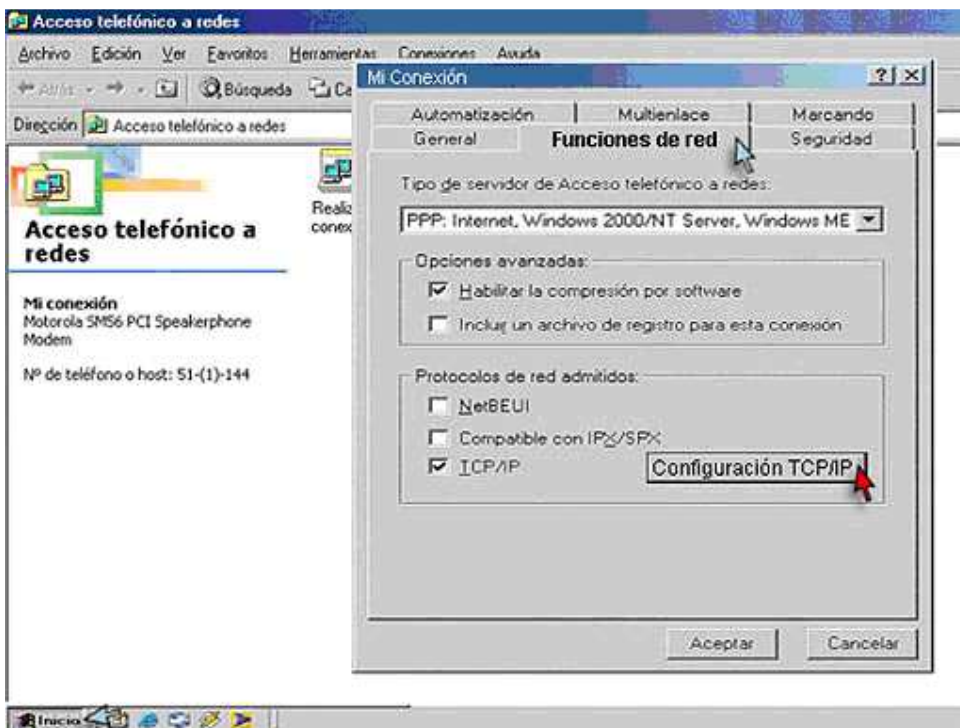 Acceso telefónico a redes
Archivo Edición Ver Favoritos Herramientas Conexiones Ayuda
Atrás Búsqueda Ca
Dirección Acceso telefónico a redes
Acceso telefónico a
redes
Mi conexión
Motorola SM56 PCI Speakerphone
Modem
Nº de teléfono o host: 51-(1)-144
Realiz
conex
Mi Conexión
Automatización Multienlace Marcando
General Funciones de red Seguridad
Tipo de servidor de Acceso telefónico a redes:
PPP: Internet, Windows 2000/NT Server, Windows ME
Opciones avanzadas:
Habilitar la compresión por software
Incluir un archivo de registro para esta conexión
Protocolos de red admitidos:
NetBEUI
Compatible con IPX/SPX
TCP/IP Configuración TCP/IP
Aceptar Cancelar
Inicio